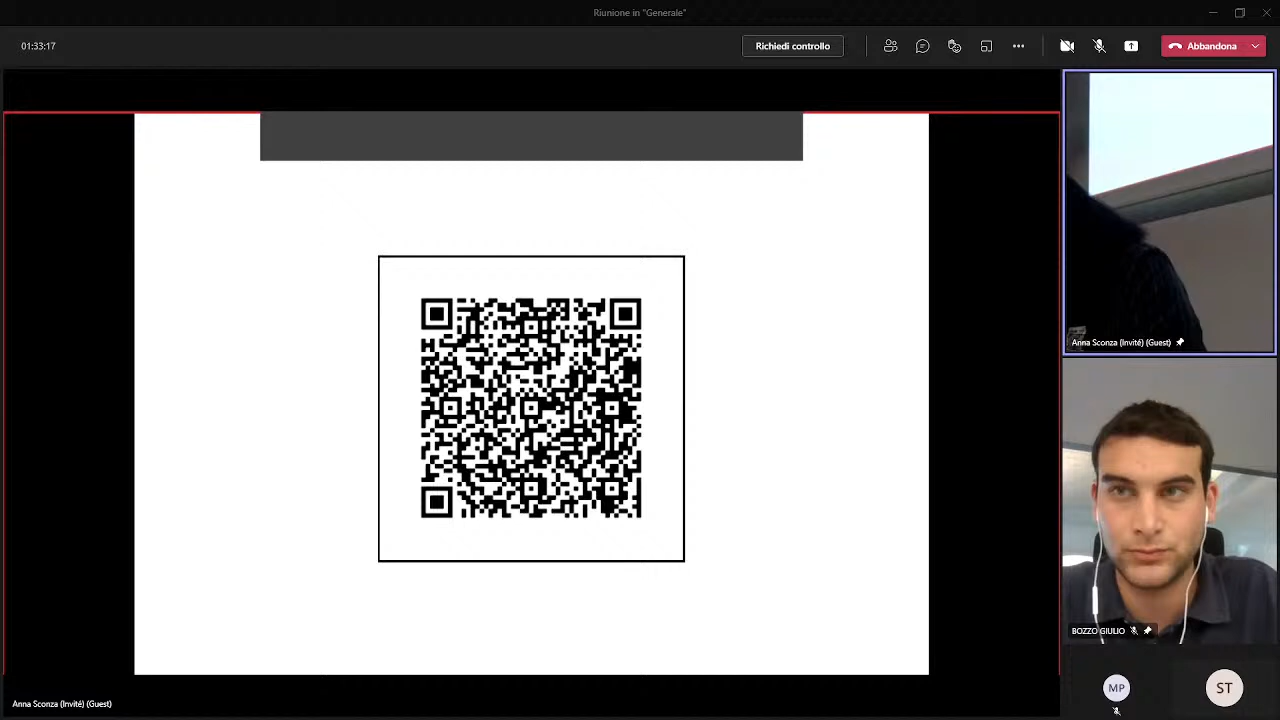 Riunione in "Generale"
01:33:17
Richiedi controllo
Abbandona
Anna Sconza (Invité) (Guest)
BOZZO GIULIO
MP
ST
Anna Sconza (Invité) (Guest)